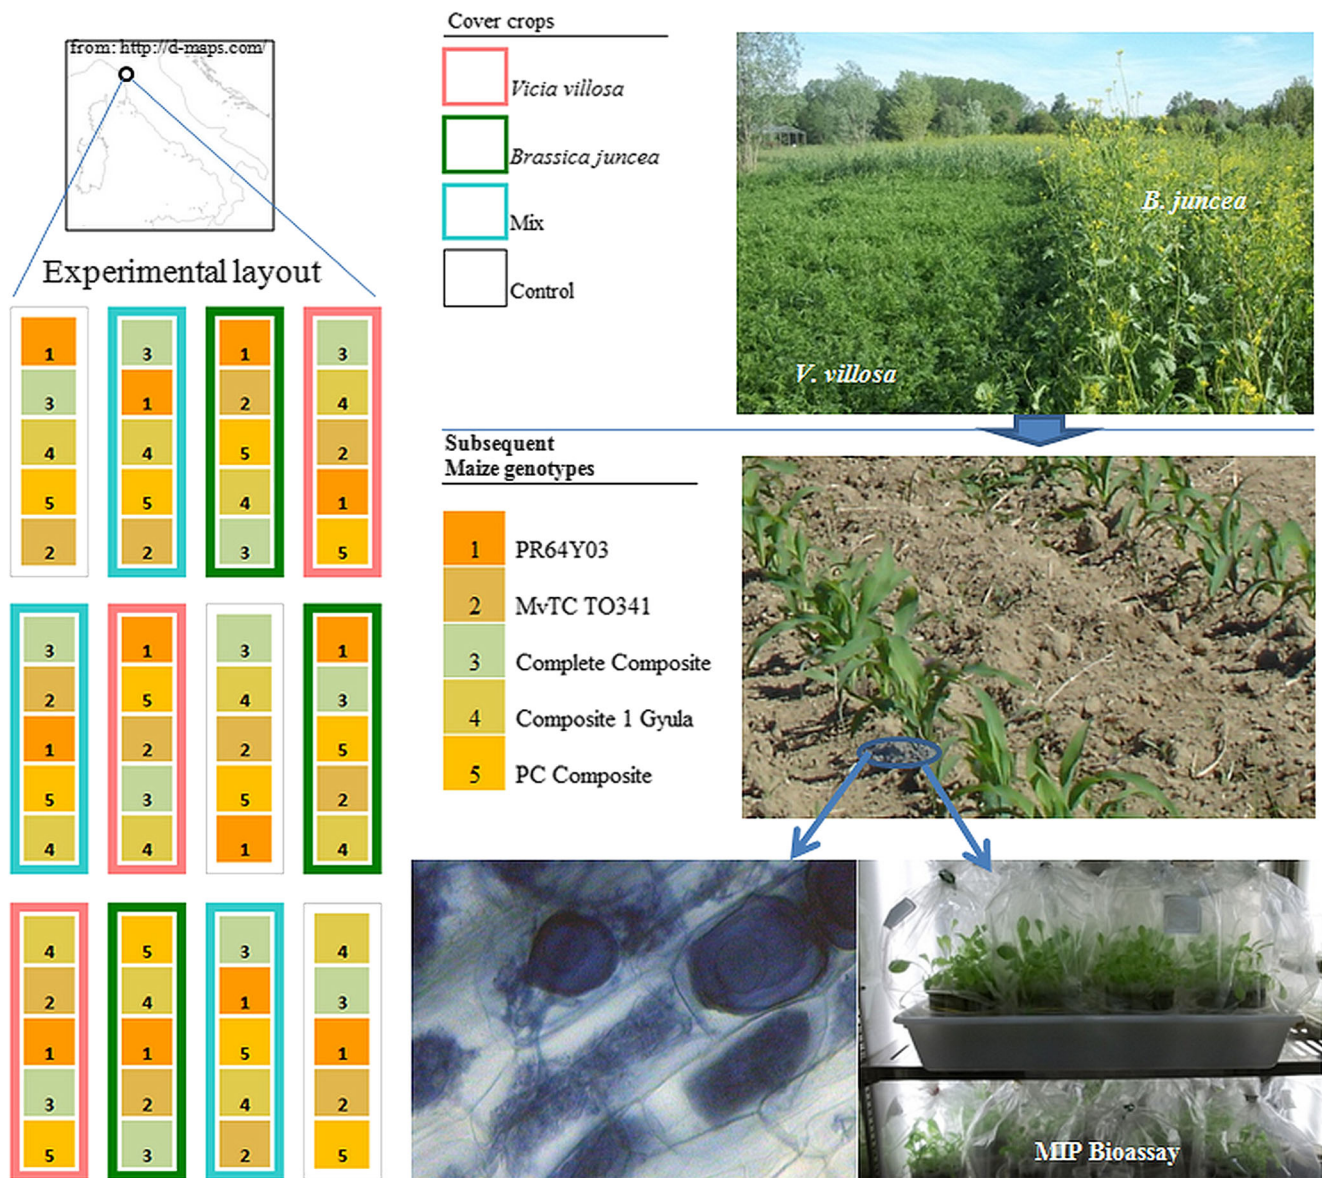 from: http://d-maps.com/
Experimental layout
1 3 1 3
3 1 2 4
4 4 5 2
5 5 4 1
2 2 3 5
3 1 3 1
2 5 4 3
1 2 2 5
5 3 5 2
4 4 1 4
4 5 3 4
2 4 1 3
1 1 5 1
3 2 4 2
5 3 2 5
Cover crops
Vicia villosa
Brassica juncea
Mix
Control
Subsequent
Maize genotypes
1 PR64Y03
2 MvTC TO341
3 Complete Composite
4 Composite 1 Gyula
5 PC Composite
B. juncea
V. villosa
MIP Bioassay